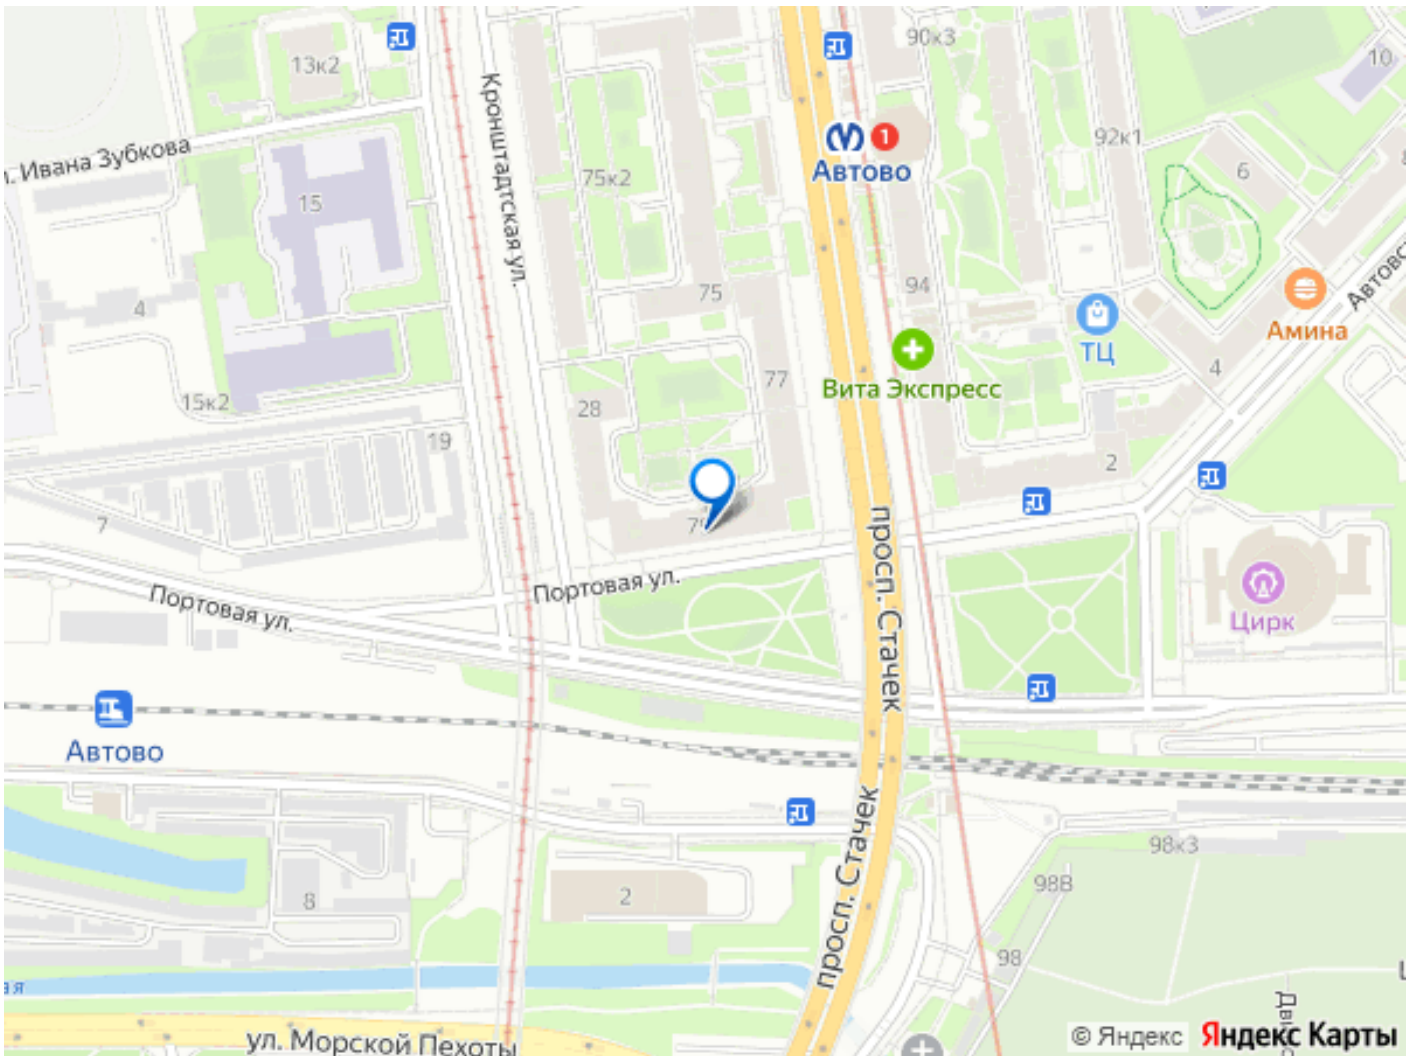 90к3
13к2
10
Кронштадтская ул.
1
92к1
Ивана Зубкова
Автово
75к2
6
15
94
75
4
Амина
ТЦ
4
77
Вита Экспресс
15к2
28
19
2
7
просп. Стачек
Портовая ул.
Портовая ул.
Цирк
Автово
просп. Стачек
98к3
98В
2
8
98
ул. Морской Пехоты
© Яндекс
Яндекс Карты